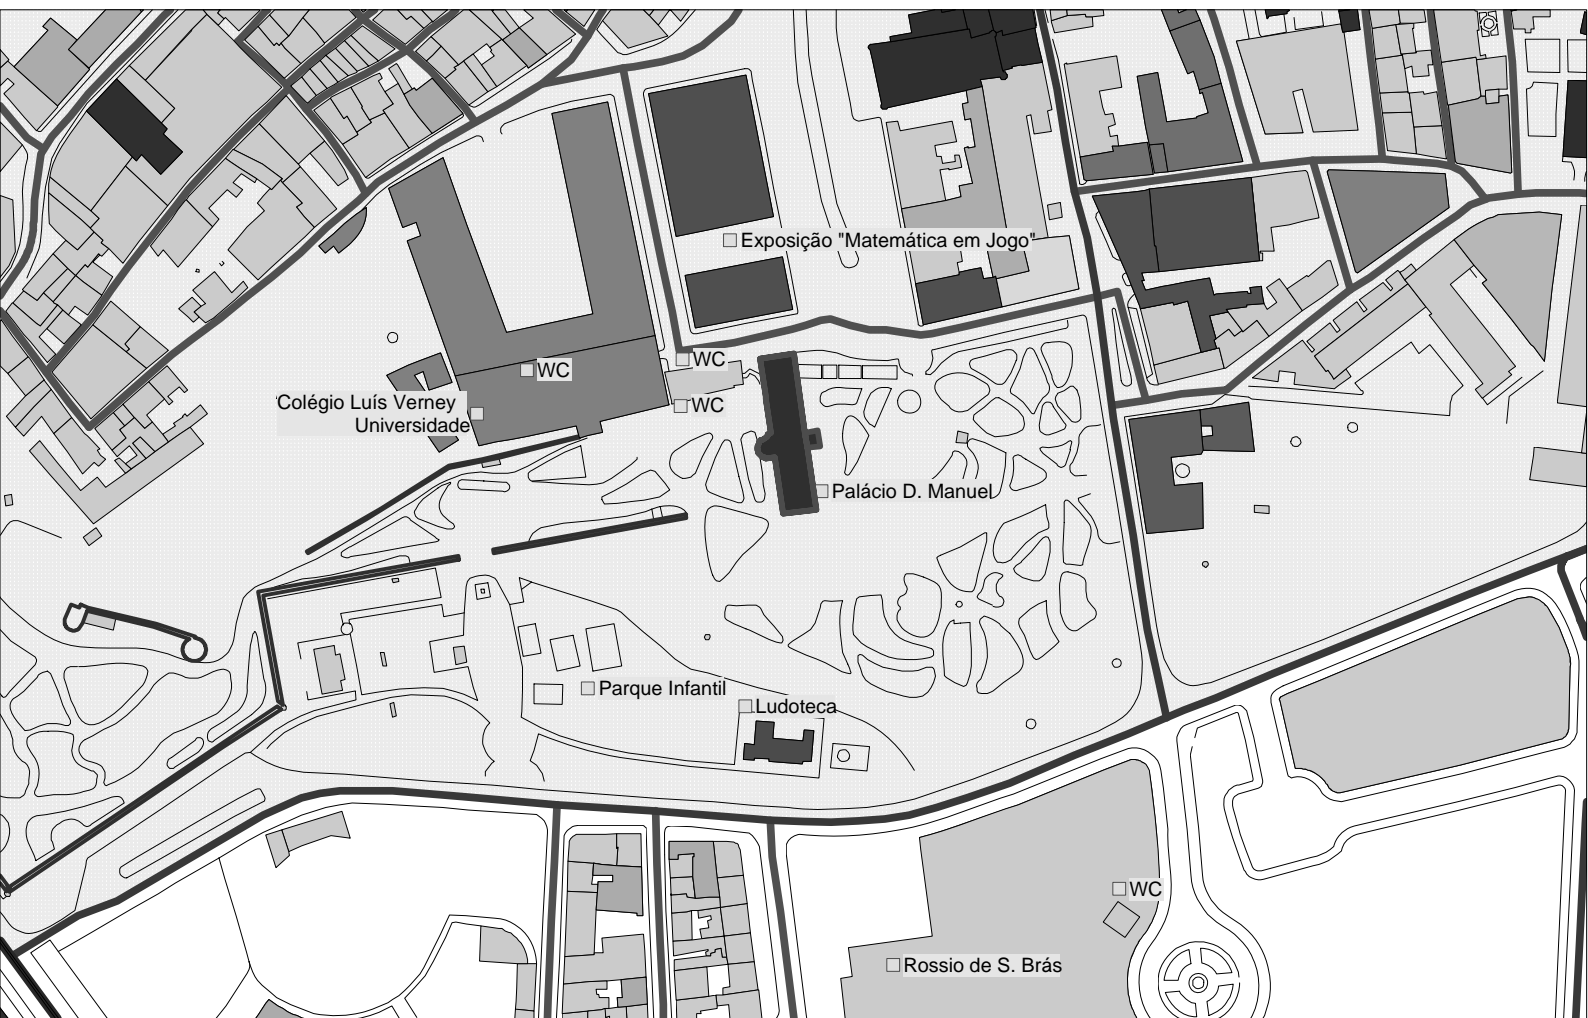 Exposição "Matemática em Jogo"
WC
WC
Colégio Luís Verney
Universidade
WC
Palácio D. Manuel
Parque Infantil
Ludoteca
WC
Rossio de S. Brás